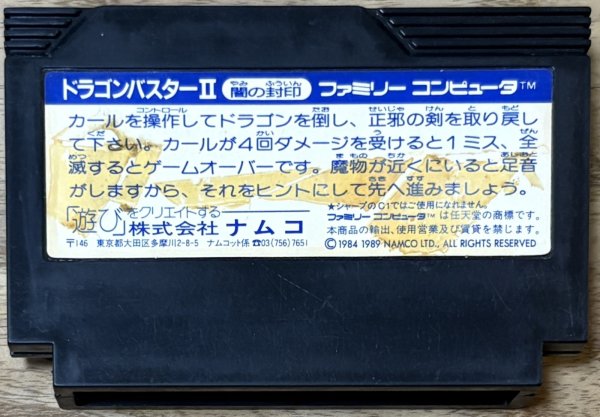 ドラゴンバスターII 闇の封印 ファミリー コンピュータ™
カールを操作してドラゴンを倒し、正邪の剣を取り戻し
て下さい。カールが4回ダメージを受けると1ミス、全
滅するとゲームオーバーです。魔物が近くにいると足音
がしますから、それをヒントにして先へ進みましょう。
「遊び」をクリエイトする
株式会社 ナムコ
〒146 東京都大田区多摩川2-8-5 ナムコット係 ☎03(756)7651
★シャープのC1ではご使用になれません。
ファミリー コンピュータ™は任天堂の商標です。
本商品の輸出、使用営業及び賃貸を禁じます。
© 1984 1989 NAMCO LTD., ALL RIGHTS RESERVED